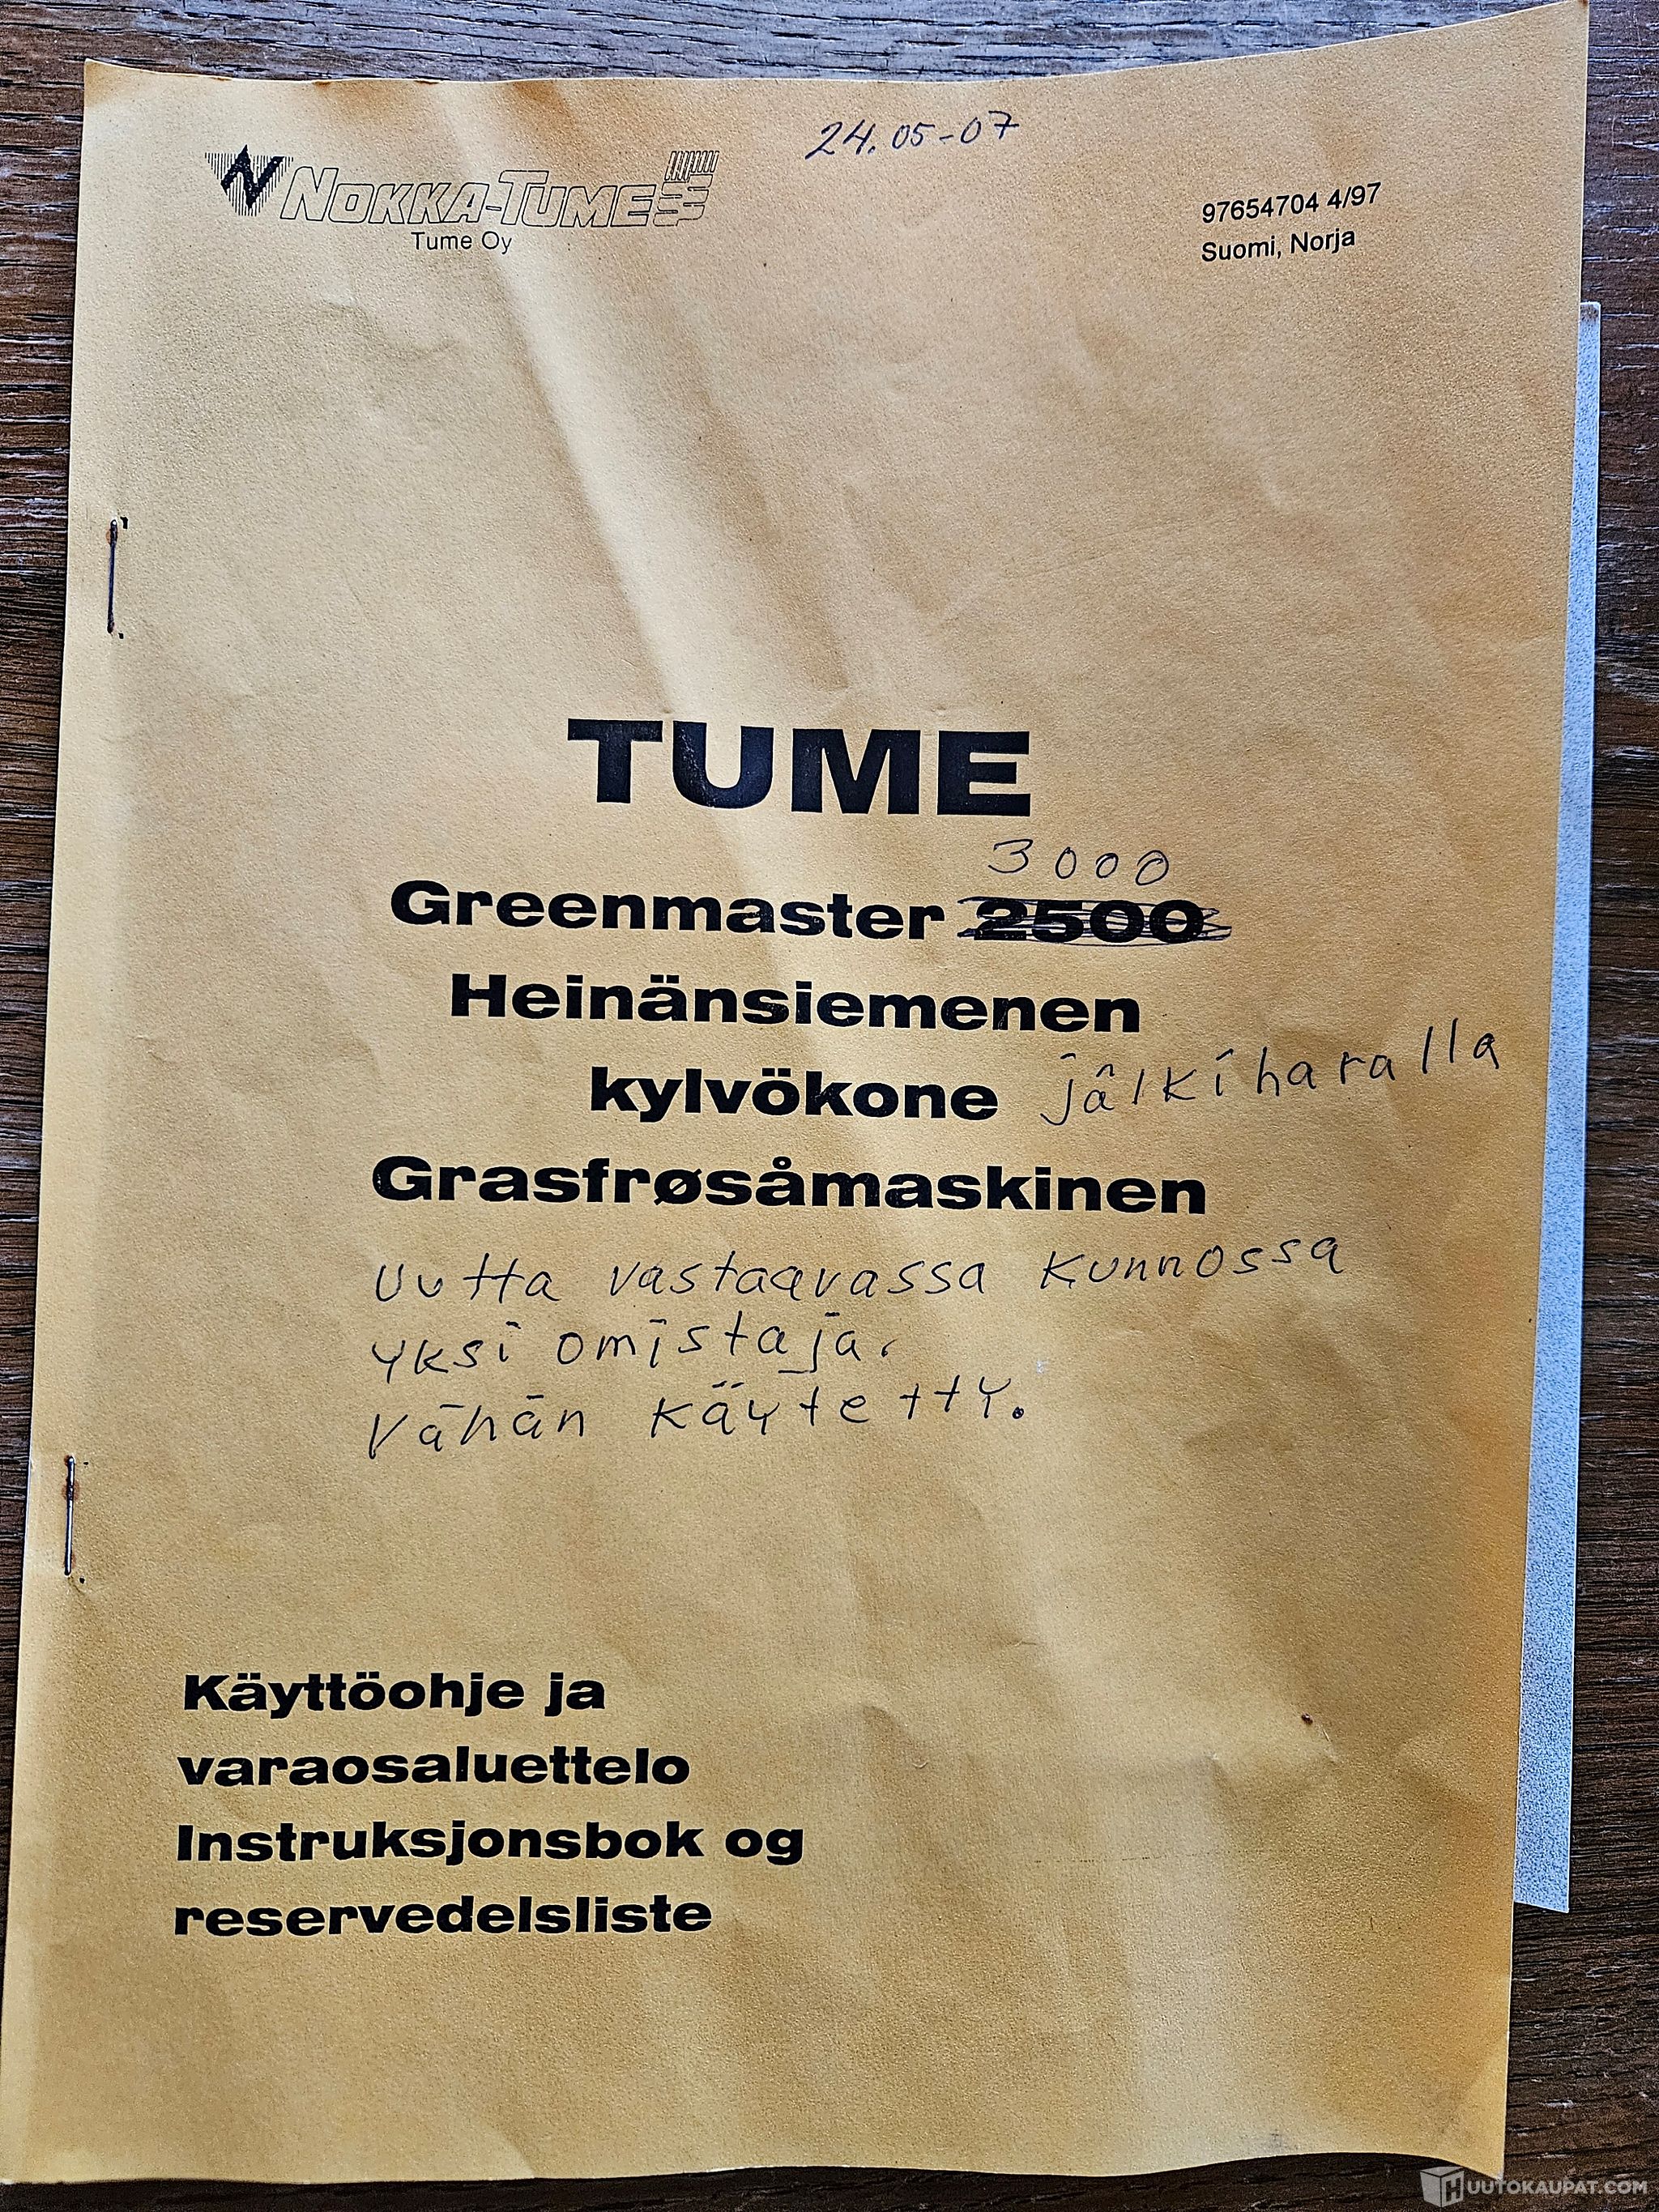 24.05-07
NOKKA-TUME
Tume Oy
97654704 4/97
Suomi, Norja
TUME
3000
Greenmaster 2500
Heinänsiemenen
kylvökone jälkiharalla
Grasfrøsåmaskinen
Uutta vastaavassa kunnossa
yksi omistaja.
Vähän käytetty.
Käyttöohje ja
varaosaluettelo
Instruksjonsbok og
reservedelsliste
HUUTOKAUPAT.COM